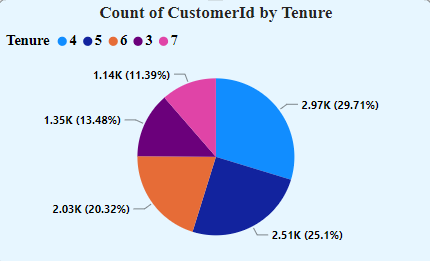 Count of CustomerId by Tenure
Tenure 4 5 6 3 7
1.14K (11.39%)
2.97K (29.71%)
1.35K (13.48%)
2.03K (20.32%)
2.51K (25.1%)